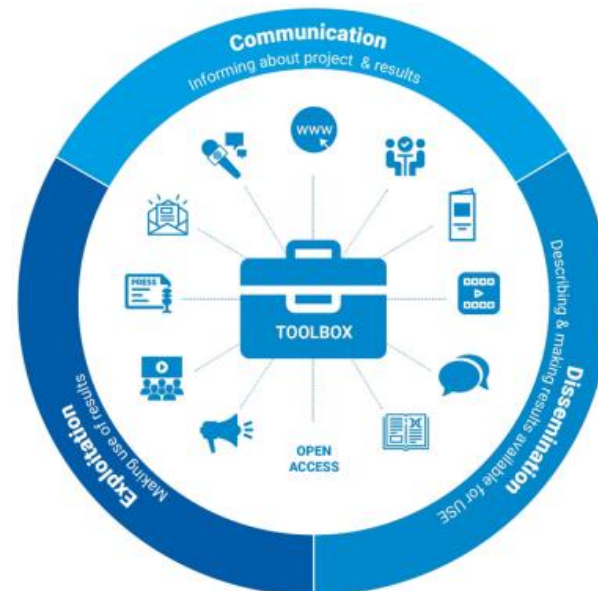 Communication
Informing about project & results
www
PRESS
TOOLBOX
OPEN
ACCESS
Dissemination
Describing & making results available for USE
Exploitation
Making use of results